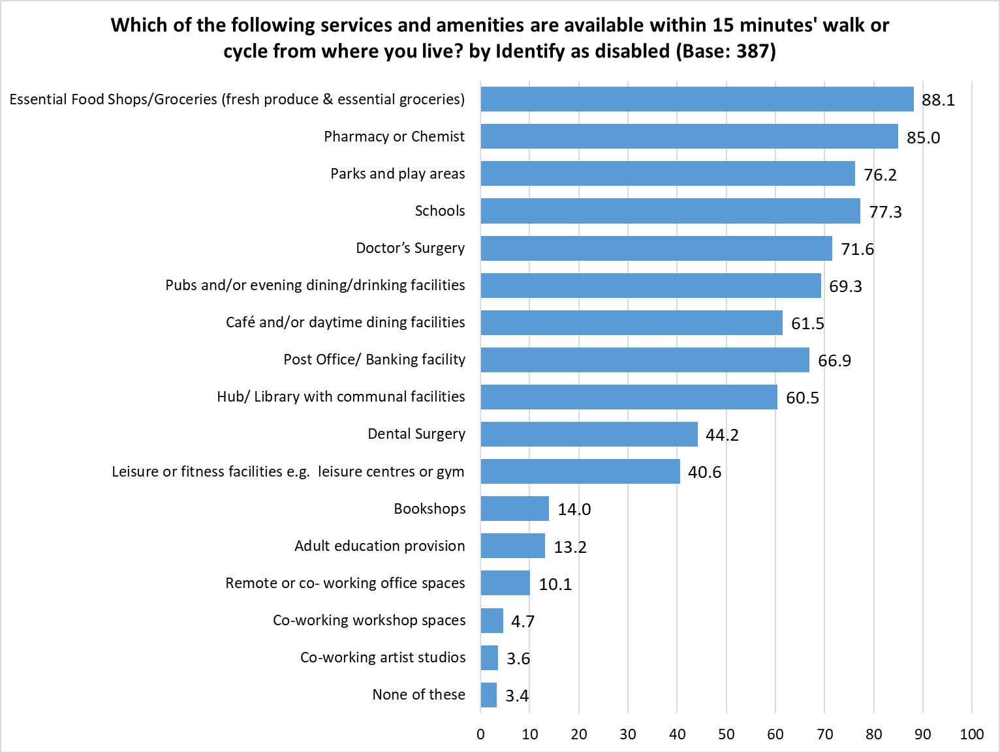 Which of the following services and amenities are available within 15 minutes' walk or
cycle from where you live? by Identify as disabled (Base: 387)
Essential Food Shops/Groceries (fresh produce & essential groceries) 88.1
Pharmacy or Chemist 85.0
Parks and play areas 76.2
Schools 77.3
Doctor’s Surgery 71.6
Pubs and/or evening dining/drinking facilities 69.3
Café and/or daytime dining facilities 61.5
Post Office/ Banking facility 66.9
Hub/ Library with communal facilities 60.5
Dental Surgery 44.2
Leisure or fitness facilities e.g.  leisure centres or gym 40.6
Bookshops 14.0
Adult education provision 13.2
Remote or co- working office spaces 10.1
Co-working workshop spaces 4.7
Co-working artist studios 3.6
None of these 3.4
0 10 20 30 40 50 60 70 80 90 100